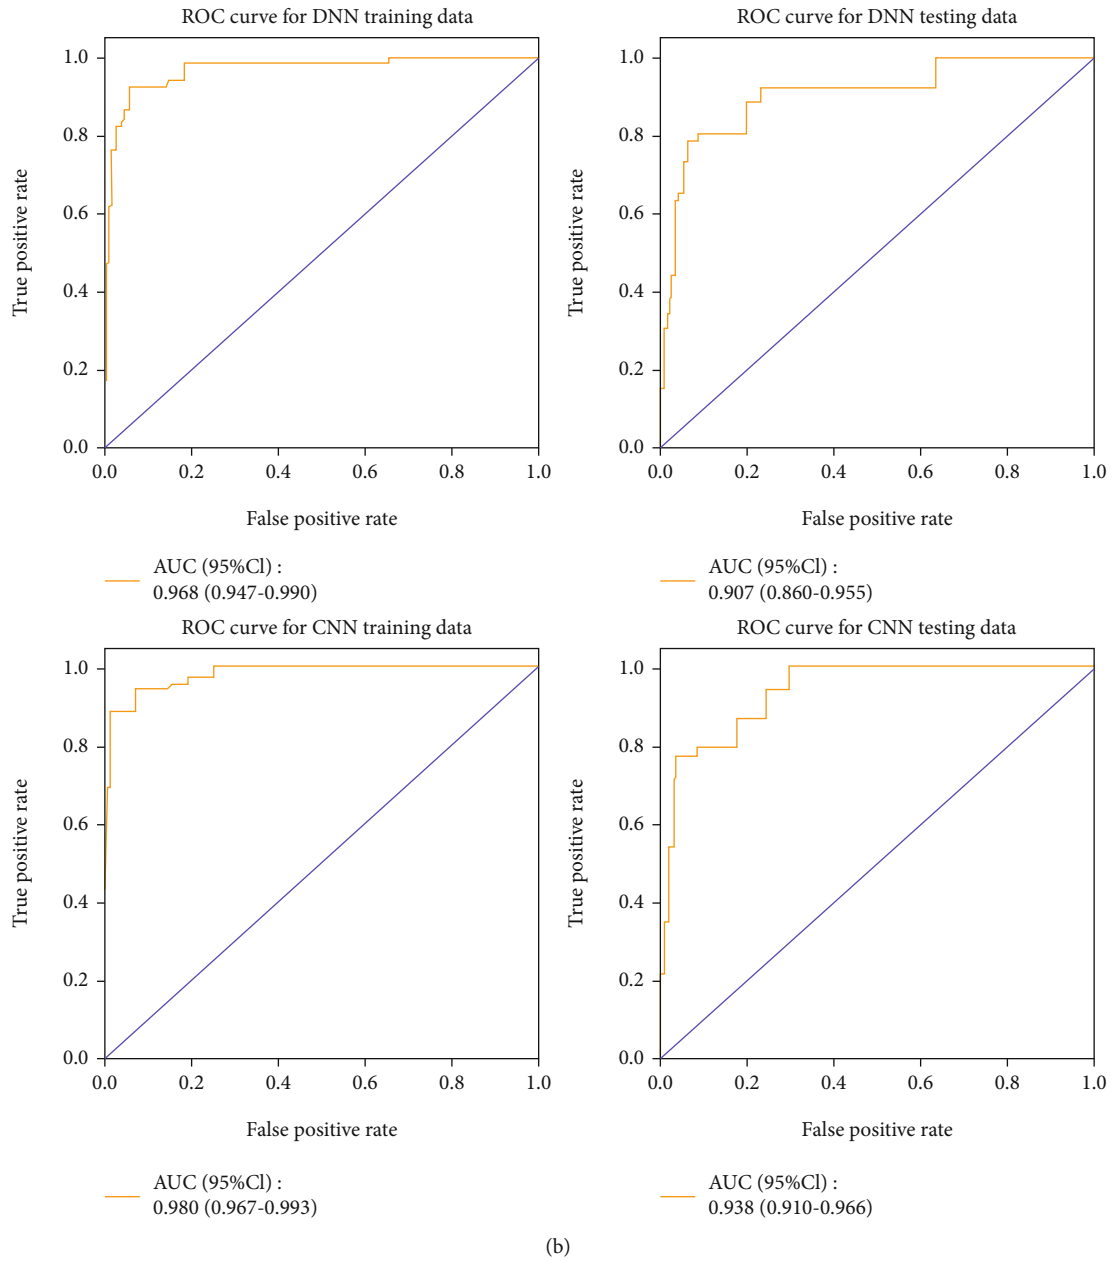 ROC curve for DNN training data
True positive rate
1.0
0.8
0.6
0.4
0.2
0.0
0.0 0.2 0.4 0.6 0.8 1.0
False positive rate
AUC (95%Cl) :
0.968 (0.947-0.990)
ROC curve for DNN testing data
True positive rate
1.0
0.8
0.6
0.4
0.2
0.0
0.0 0.2 0.4 0.6 0.8 1.0
False positive rate
AUC (95%Cl) :
0.907 (0.860-0.955)
ROC curve for CNN training data
True positive rate
1.0
0.8
0.6
0.4
0.2
0.0
0.0 0.2 0.4 0.6 0.8 1.0
False positive rate
AUC (95%Cl) :
0.980 (0.967-0.993)
ROC curve for CNN testing data
True positive rate
1.0
0.8
0.6
0.4
0.2
0.0
0.0 0.2 0.4 0.6 0.8 1.0
False positive rate
AUC (95%Cl) :
0.938 (0.910-0.966)
(b)